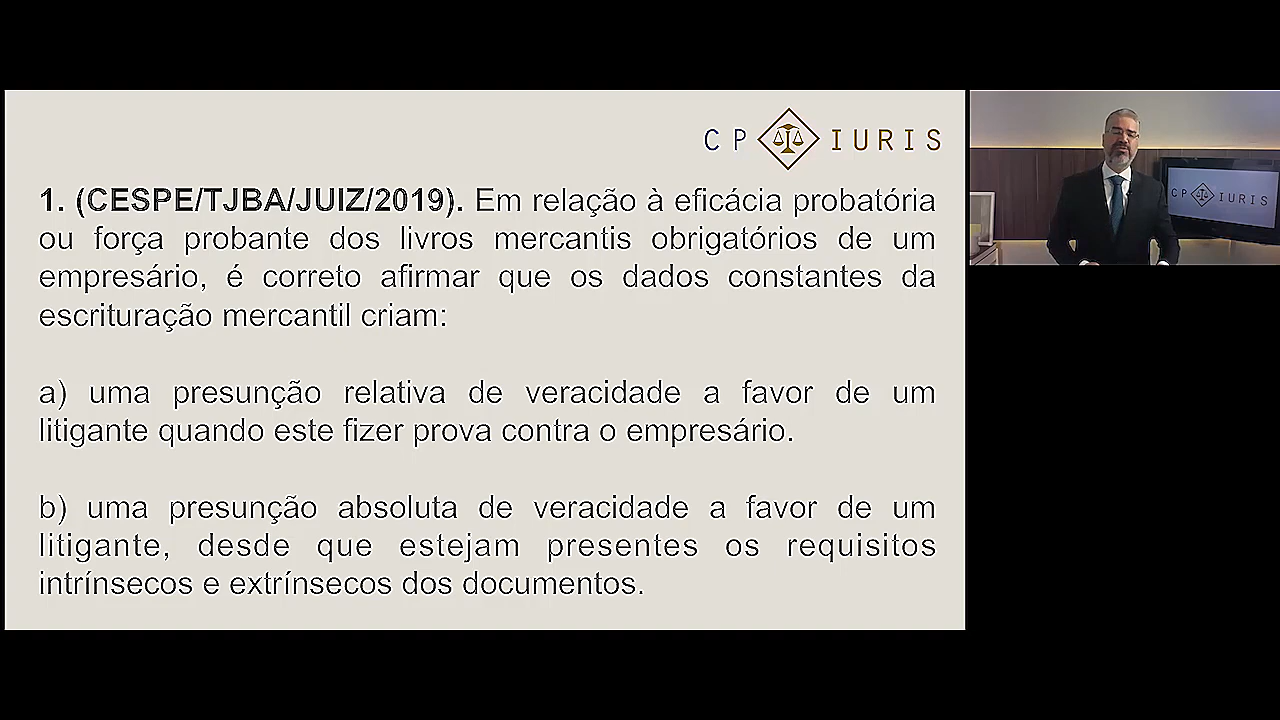 CP IURIS
1. (CESPE/TJBA/JUIZ/2019). Em relação à eficácia probatória
ou força probante dos livros mercantis obrigatórios de um
empresário, é correto afirmar que os dados constantes da
escrituração mercantil criam:
a) uma presunção relativa de veracidade a favor de um
litigante quando este fizer prova contra o empresário.
b) uma presunção absoluta de veracidade a favor de um
litigante, desde que estejam presentes os requisitos
intrínsecos e extrínsecos dos documentos.
CP IURIS